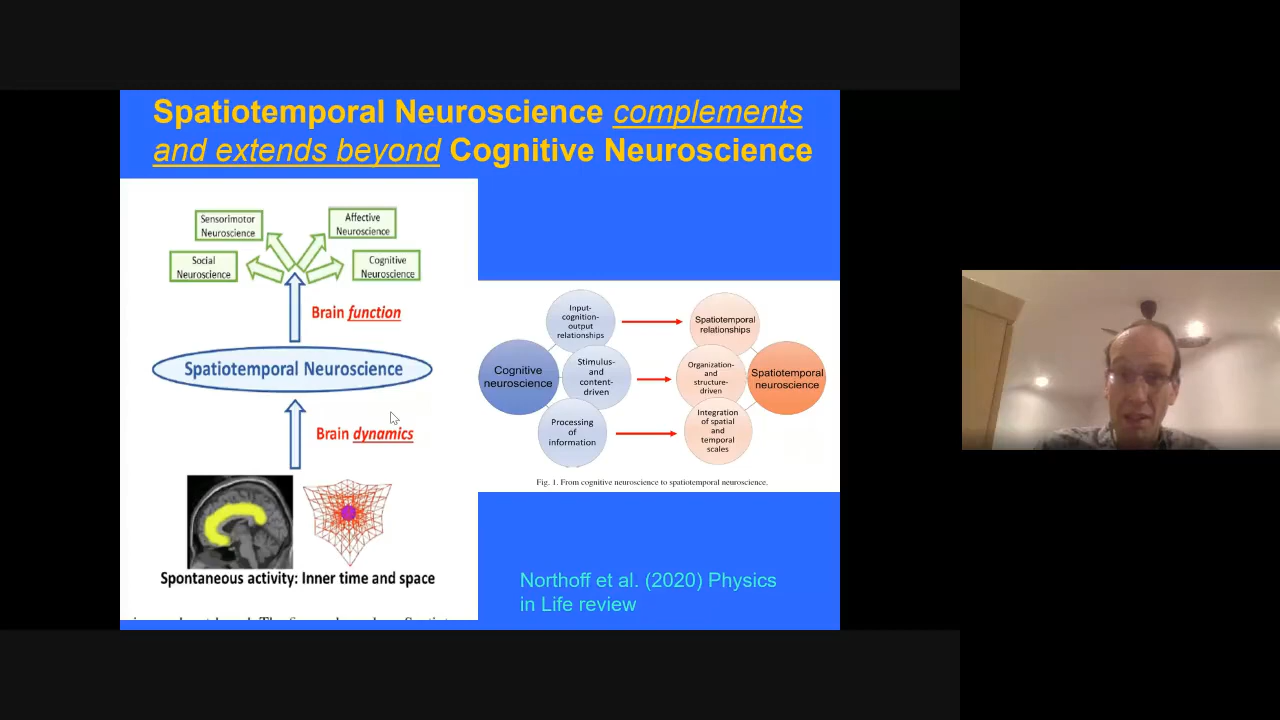 Spatiotemporal Neuroscience complements
and extends beyond Cognitive Neuroscience
Sensorimotor
Neuroscience
Affective
Neuroscience
Social
Neuroscience
Cognitive
Neuroscience
Brain function
Spatiotemporal Neuroscience
Brain dynamics
Spontaneous activity: Inner time and space
Cognitive
neuroscience
Input-
cognition-
output
relationships
Stimulus-
and
content-
driven
Processing
of
information
Spatiotemporal
relationships
Organization-
and
structure-
driven
Integration
of spatial
and
temporal
scales
Spatiotemporal
neuroscience
Fig. 1. From cognitive neuroscience to spatiotemporal neuroscience.
Northoff et al. (2020) Physics
in Life review